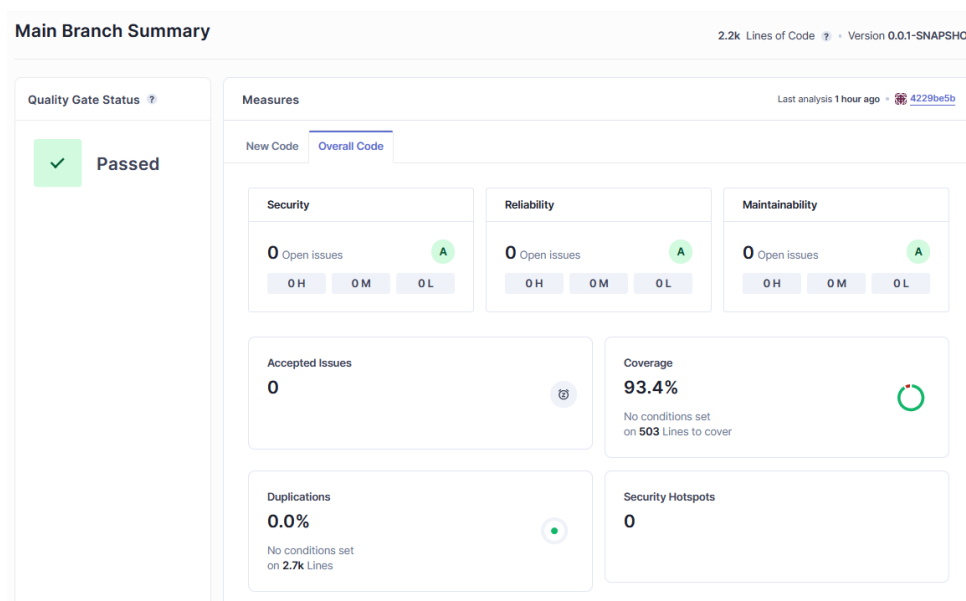 Main Branch Summary
2.2k Lines of Code ? • Version 0.0.1-SNAPSHO
Quality Gate Status ?
Passed
Measures
Last analysis 1 hour ago • 4229be5b
New Code Overall Code
Security
0 Open issues A
0 H 0 M 0 L
Reliability
0 Open issues A
0 H 0 M 0 L
Maintainability
0 Open issues A
0 H 0 M 0 L
Accepted Issues
0
Coverage
93.4%
No conditions set
on 503 Lines to cover
Duplications
0.0%
No conditions set
on 2.7k Lines
Security Hotspots
0